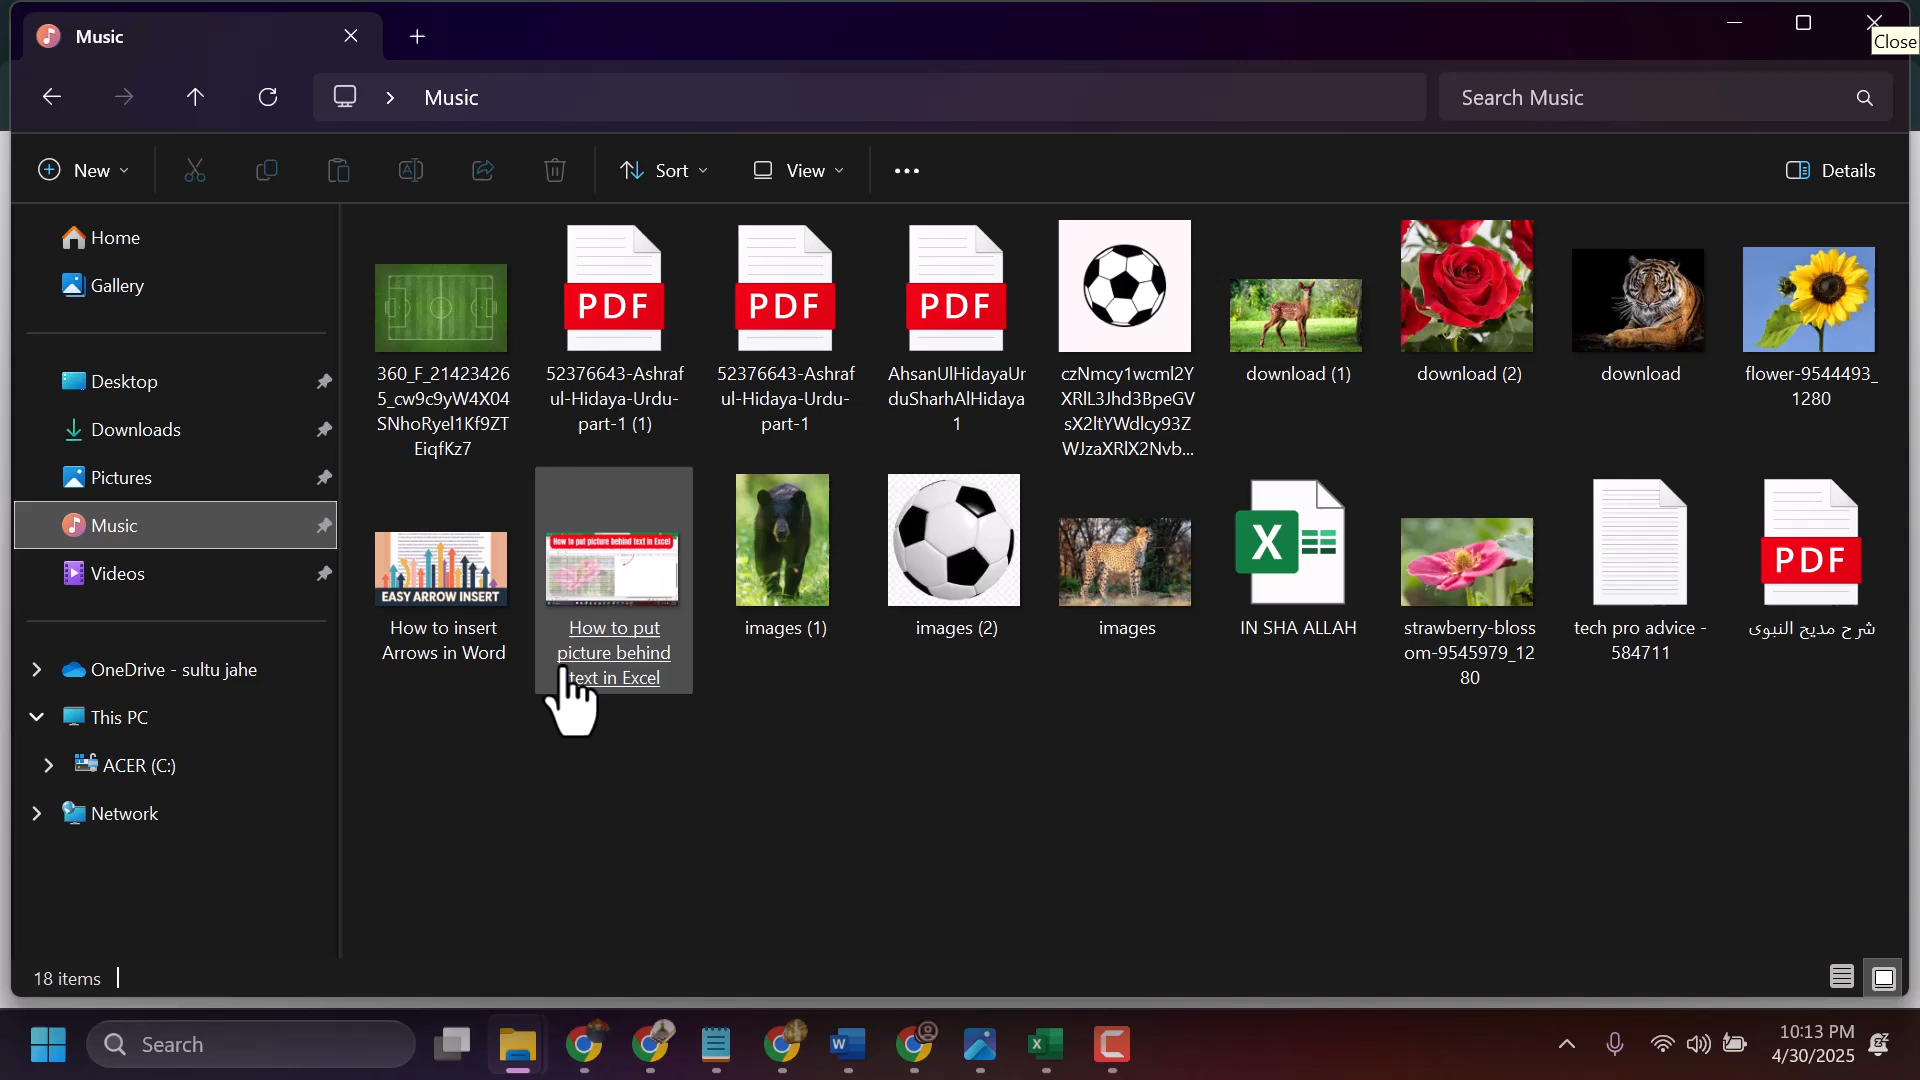 Music
Close
Music
Search Music
New
Sort
View
Details
Home
Gallery
Desktop
Downloads
Pictures
Music
Videos
OneDrive - sultu jahe
This PC
ACER (C:)
Network
360_F_21423426
5_cw9c9yW4X04
SNhoRyel1Kf9ZT
EiqfKz7
PDF
52376643-Ashraf
ul-Hidaya-Urdu-
part-1 (1)
PDF
52376643-Ashraf
ul-Hidaya-Urdu-
part-1
PDF
AhsanUlHidayaUr
duSharhAlHidaya
1
czNmcy1wcml2Y
XRlL3Jhd3BpeGV
sX2ltYWdlcy93Z
WJzaXRlX2Nvb...
download (1)
download (2)
download
flower-9544493_
1280
EASY ARROW INSERT
How to insert
Arrows in Word
How to put picture behind text in Excel
How to put
picture behind
text in Excel
images (1)
images (2)
images
X
IN SHA ALLAH
strawberry-bloss
om-9545979_12
80
tech pro advice -
584711
PDF
شرح مديح النبوى
18 items
Search
10:13 PM
4/30/2025